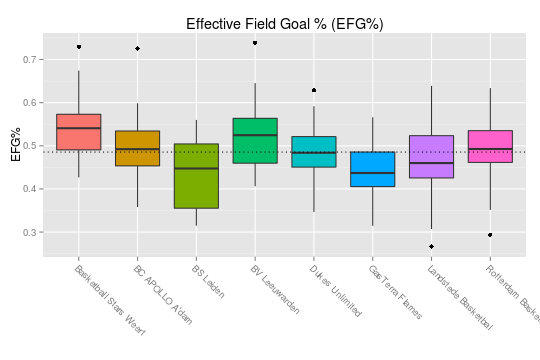 Effective Field Goal % (EFG%)
EFG%
0.7
0.6
0.5
0.4
0.3
Basketball Stars Weert
BC APOLLO A'dam
BS Leiden
BV Leeuwarden
Dukes Unlimited
GasTerra Flames
Landstede Basketbal
Rotterdam Baske